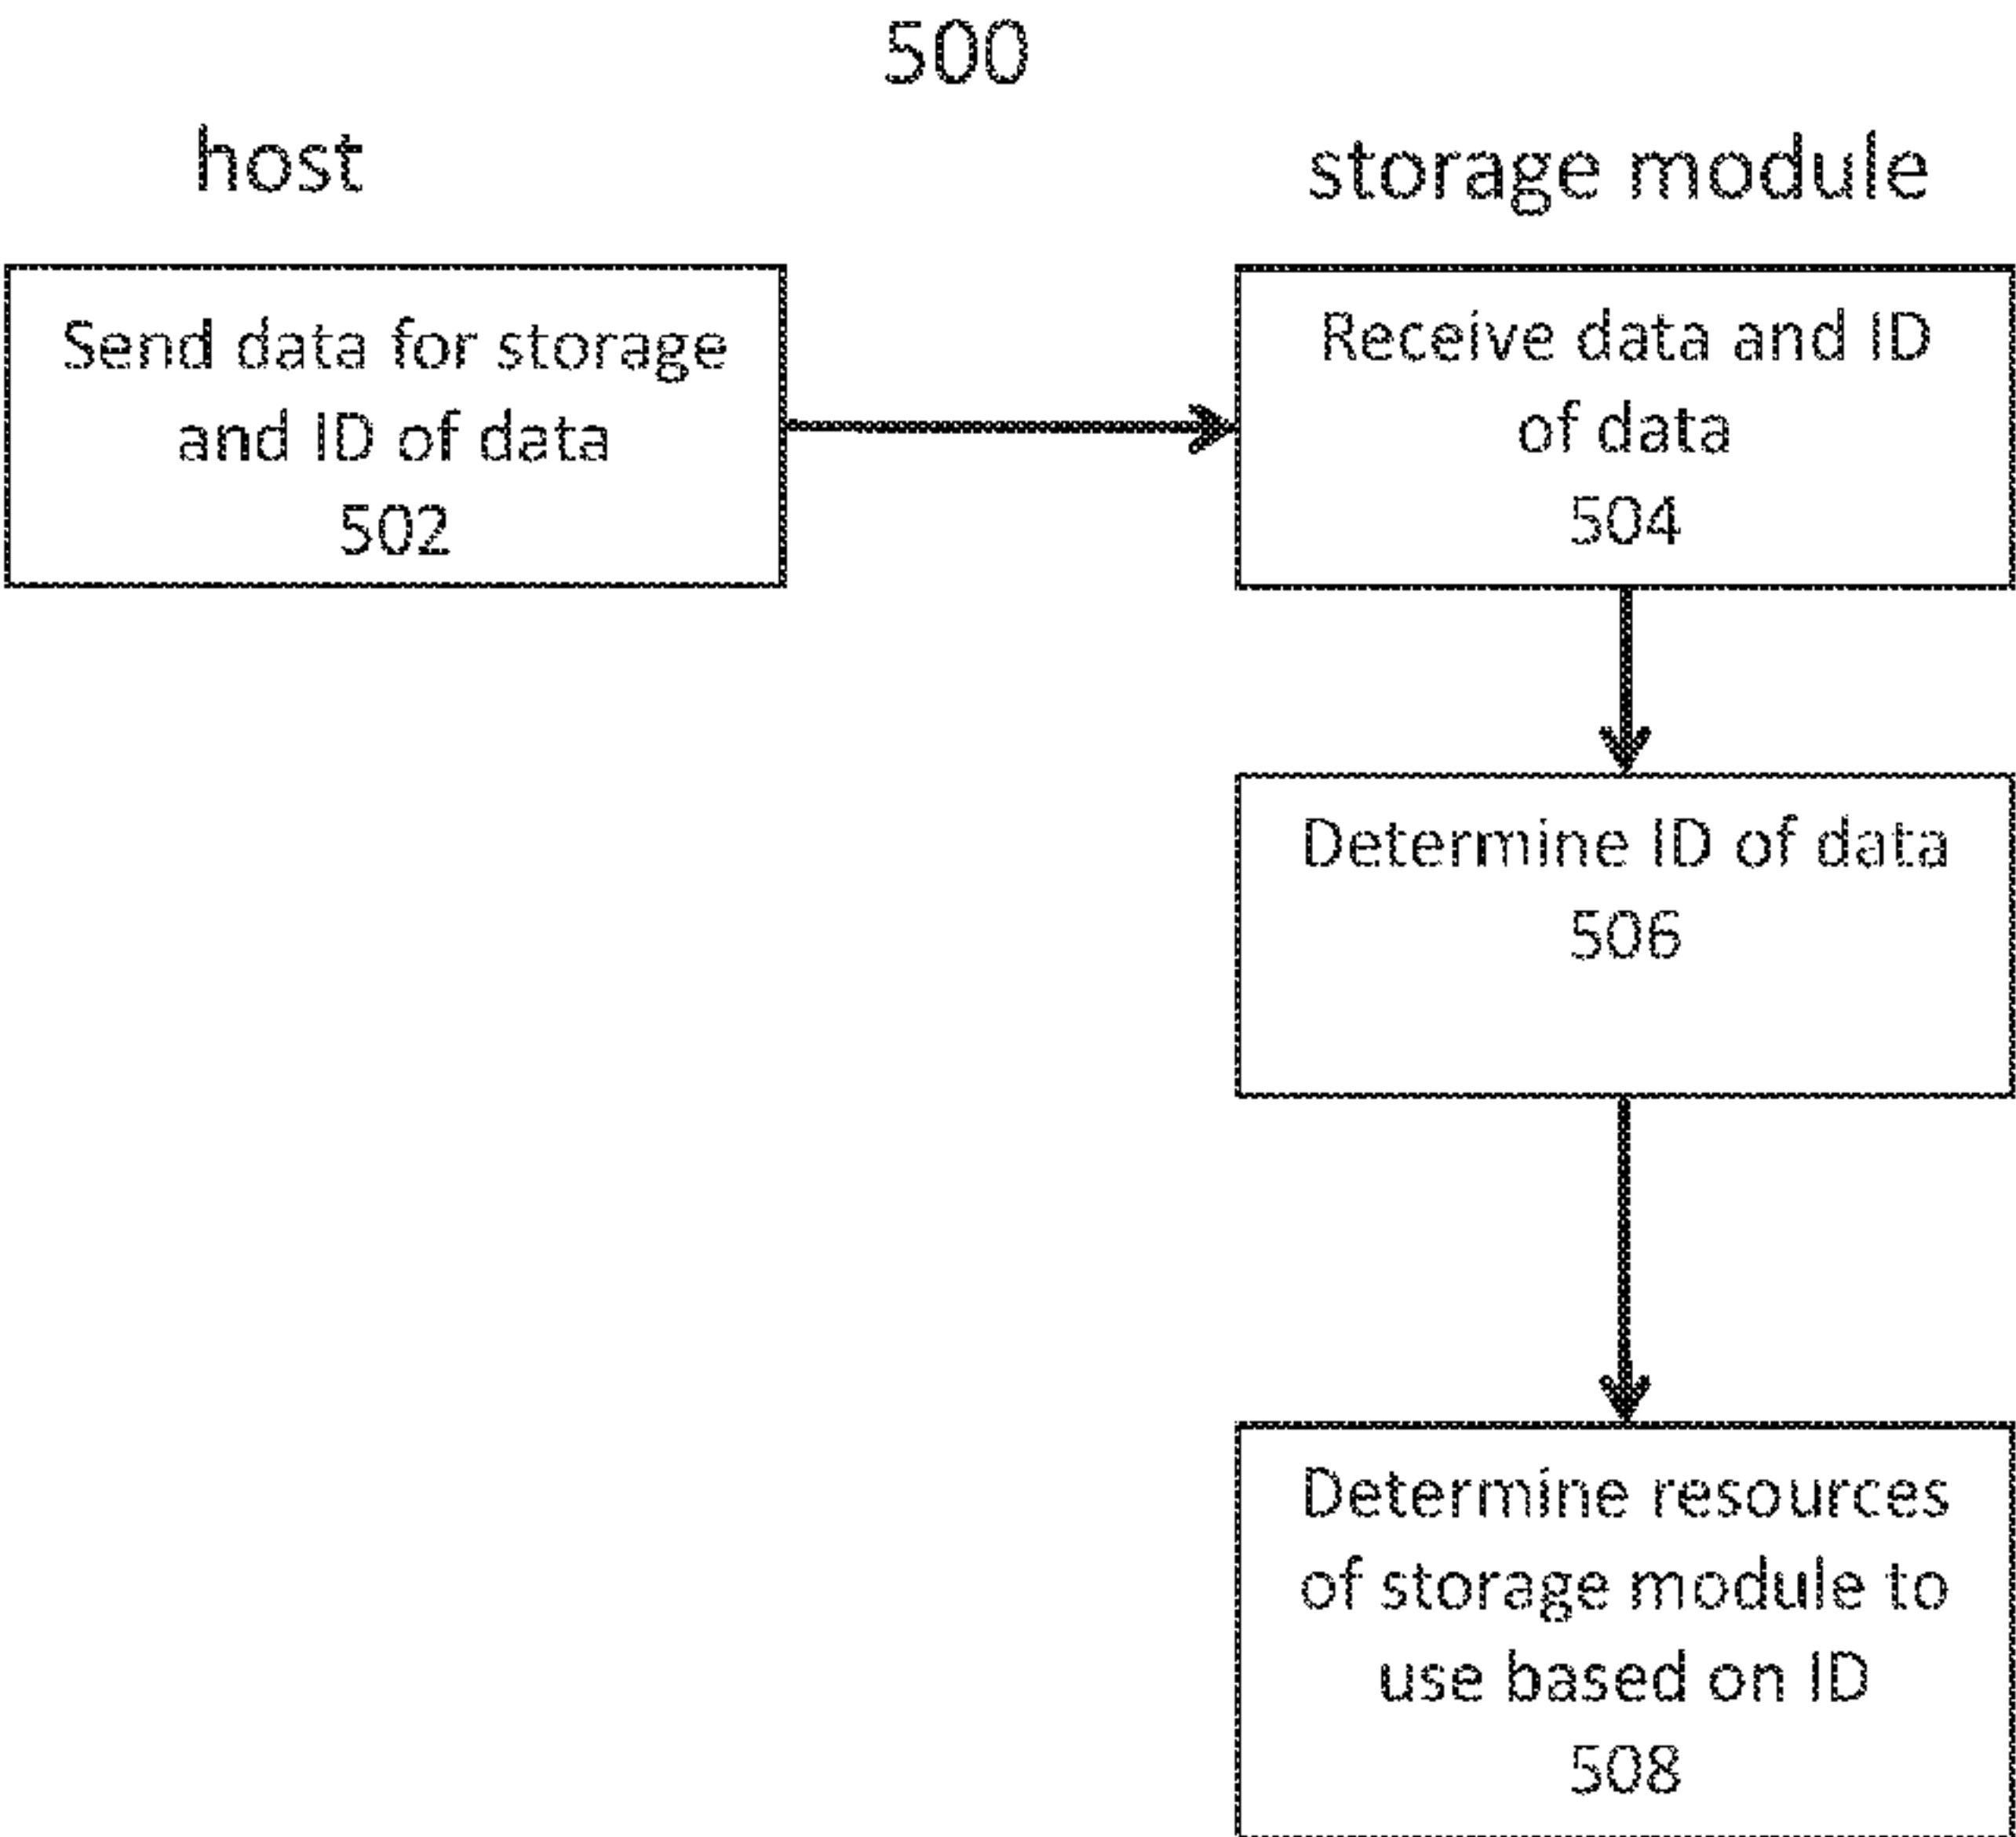 500
host
storage module
Send data for storage
and ID of data
502
Receive data and ID
of data
504
Determine ID of data
506
Determine resources
of storage module to
use based on ID
508